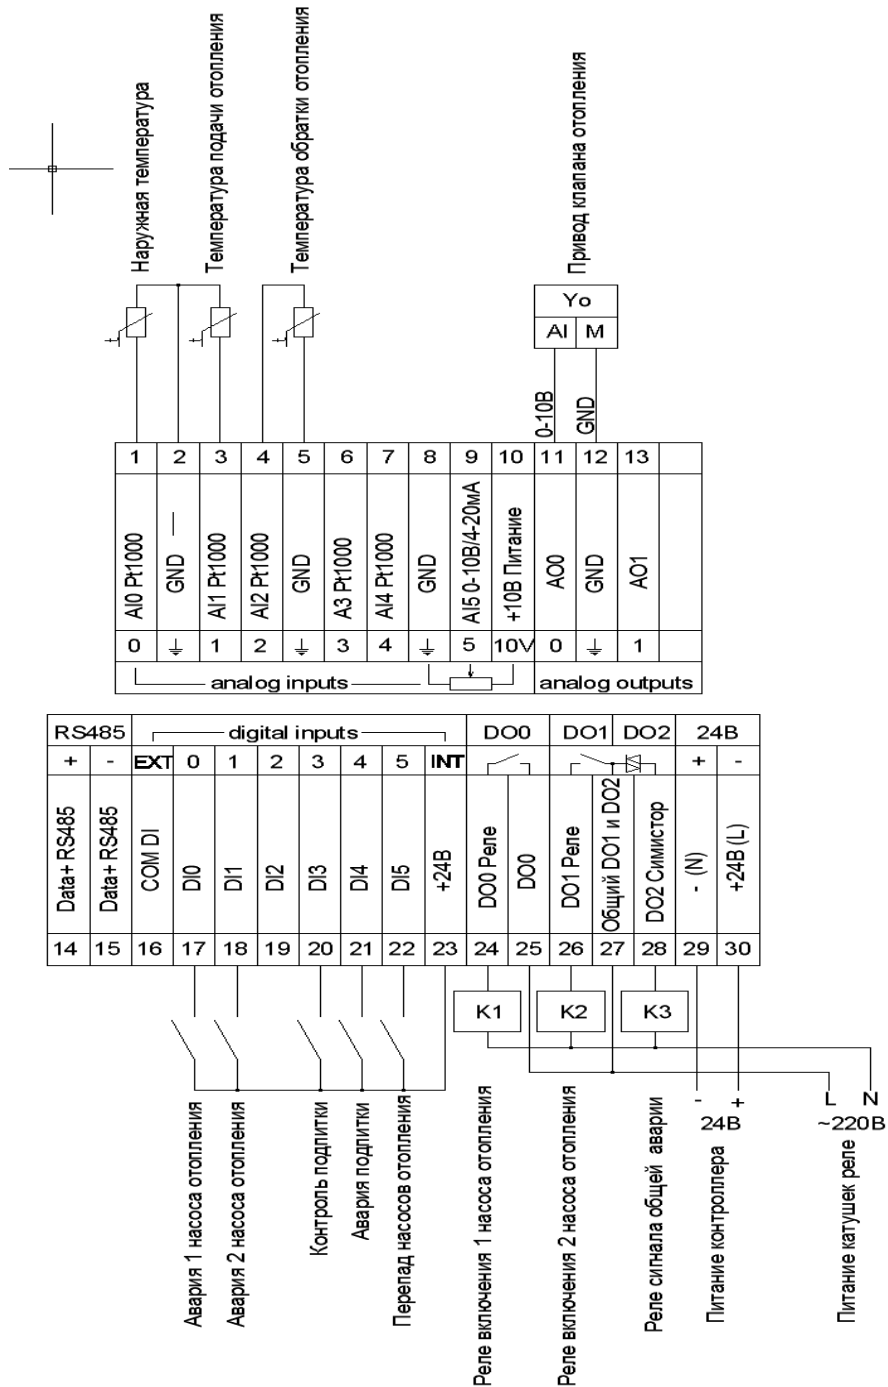 Наружная температура
Температура подачи отопления
Температура обратки отопления
Привод клапана отопления
t
t
t
Yo
AI M
0-10В
GND
1 2 3 4 5 6 7 8 9 10 11 12 13
AI0 Pt1000
GND —
AI1 Pt1000
AI2 Pt1000
GND
A3 Pt1000
AI4 Pt1000
GND
AI5 0-10В/4-20мА
+10В Питание
AO0
GND
AO1
0 1 2 3 4 5 10V 0 1
analog inputs
analog outputs
RS485 digital inputs DO0 DO1 DO2 24В
+ - EXT 0 1 2 3 4 5 INT + -
Data+ RS485
Data+ RS485
COM DI
DI0
DI1
DI2
DI3
DI4
DI5
+24В
DO0 Реле
DO0
DO1 Реле
Общий DO1 и DO2
DO2 Симистор
- (N)
+24В (L)
14 15 16 17 18 19 20 21 22 23 24 25 26 27 28 29 30
K1 K2 K3
- + L N
24В ~220В
Авария 1 насоса отопления
Авария 2 насоса отопления
Контроль подпитки
Авария подпитки
Перепад насосов отопления
Реле включения 1 насоса отопления
Реле включения 2 насоса отопления
Реле сигнала общей аварии
Питание контроллера
Питание катушек реле